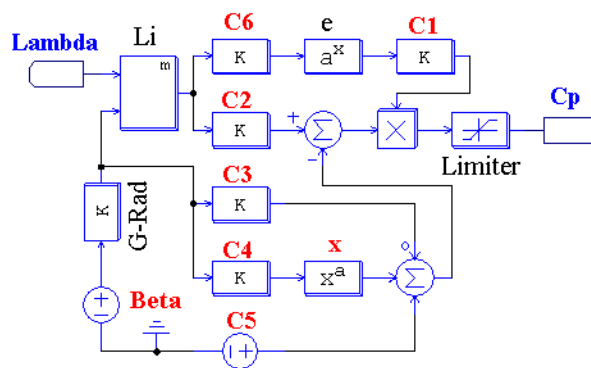 C6 e C1
Lambda Li
m
K
a^x
K
C2
Cp
K
+
Σ
−
×
Limiter
C3
K
K
G-Rad
C4 x
o
K
x^a
Σ
Beta
+
−
C5
−+